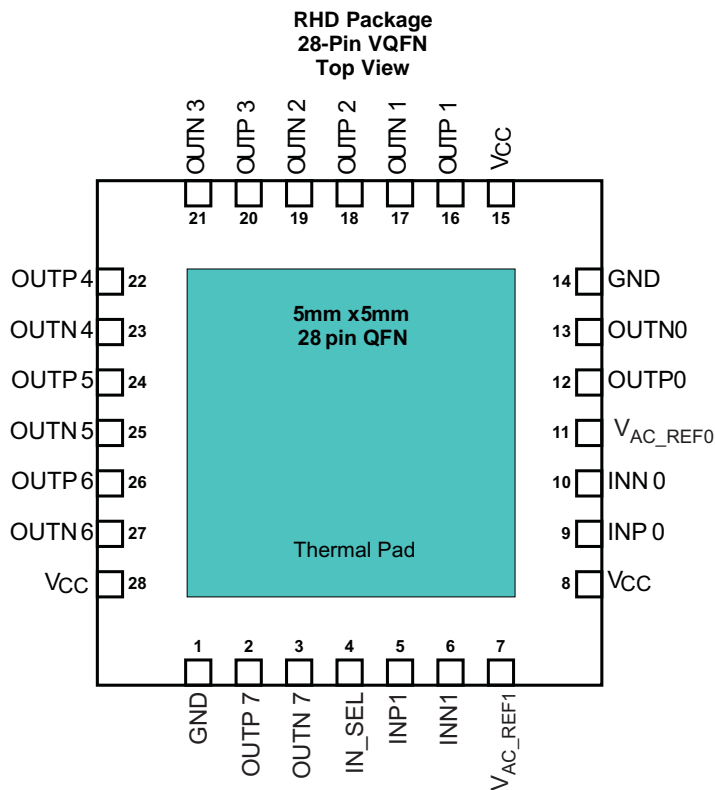 RHD Package
28-Pin VQFN
Top View
OUTN 3
OUTP 3
OUTN 2
OUTP 2
OUTN 1
OUTP 1
VCC
21
20
19
18
17
16
15
OUTP 4
22
OUTN 4
23
OUTP 5
24
OUTN 5
25
OUTP 6
26
OUTN 6
27
VCC
28
5mm x5mm
28 pin QFN
Thermal Pad
14
GND
13
OUTN0
12
OUTP0
11
VAC_REF0
10
INN 0
9
INP 0
8
VCC
1
2
3
4
5
6
7
GND
OUTP 7
OUTN 7
IN_SEL
INP1
INN1
VAC_REF1